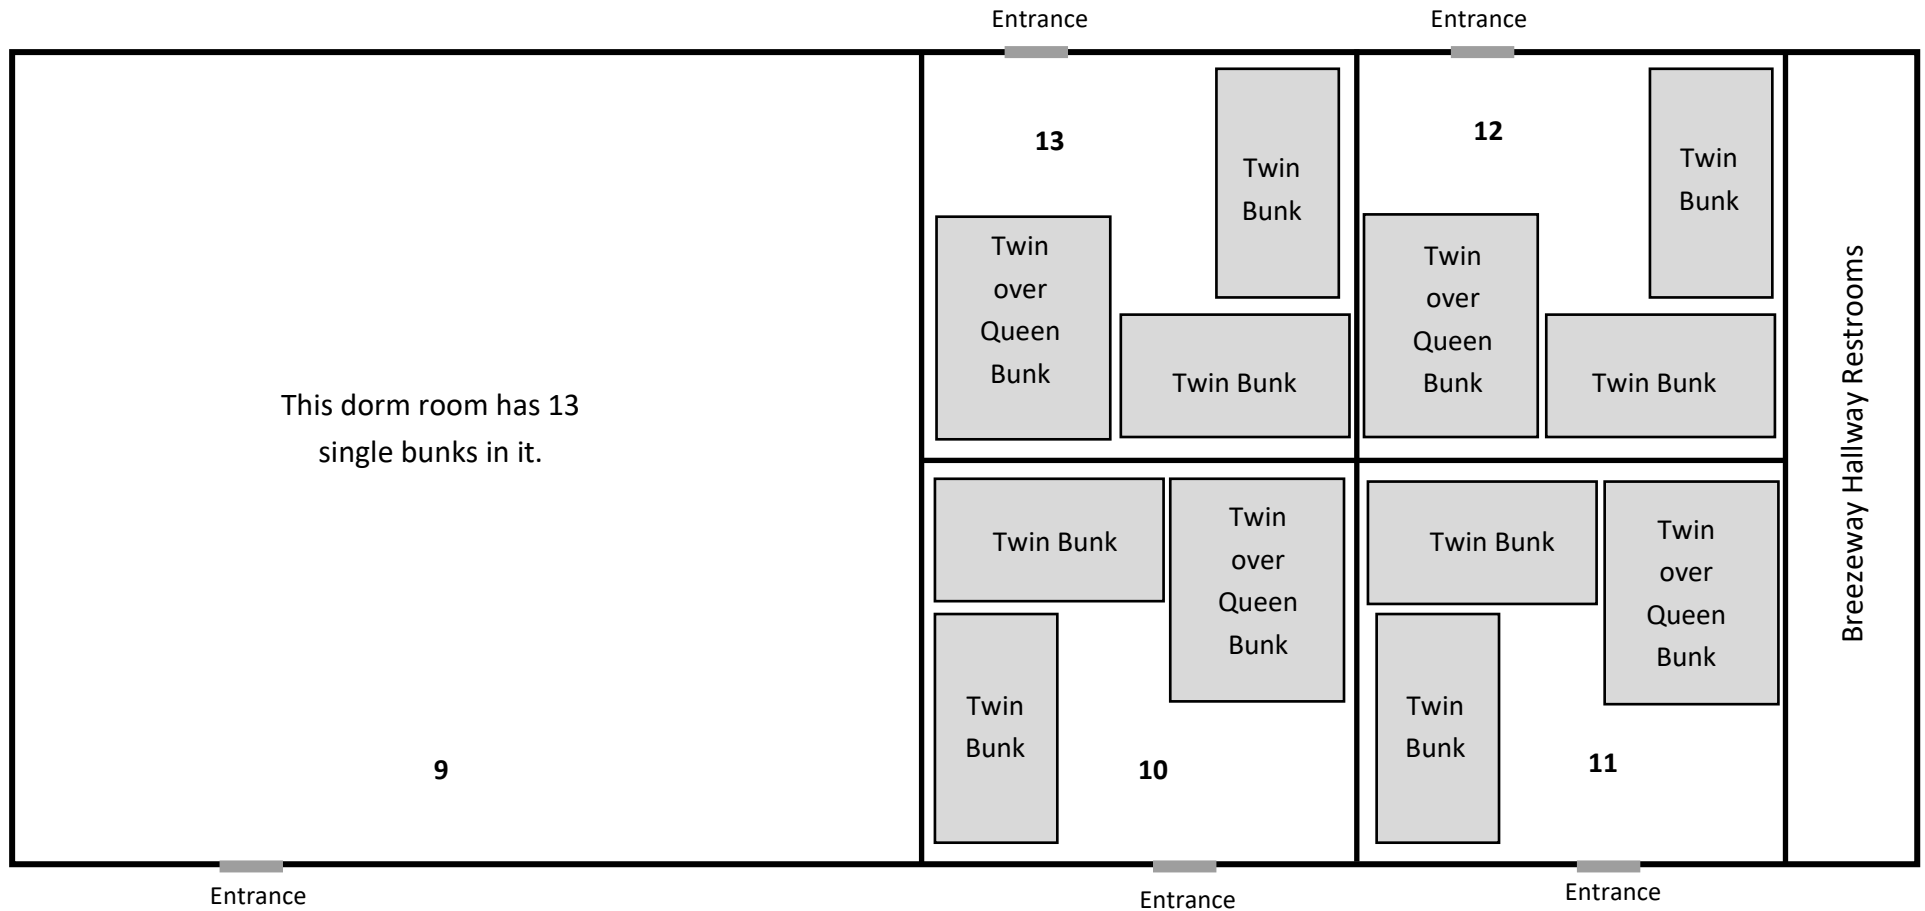 Entrance
Entrance
13
Twin
Bunk
Twin
over
Queen
Bunk
Twin Bunk
12
Twin
Bunk
Twin
over
Queen
Bunk
Twin Bunk
This dorm room has 13
single bunks in it.
9
Twin Bunk
Twin
over
Queen
Bunk
Twin
Bunk
10
Twin Bunk
Twin
over
Queen
Bunk
Twin
Bunk
11
Breezeway Hallway Restrooms
Entrance
Entrance
Entrance